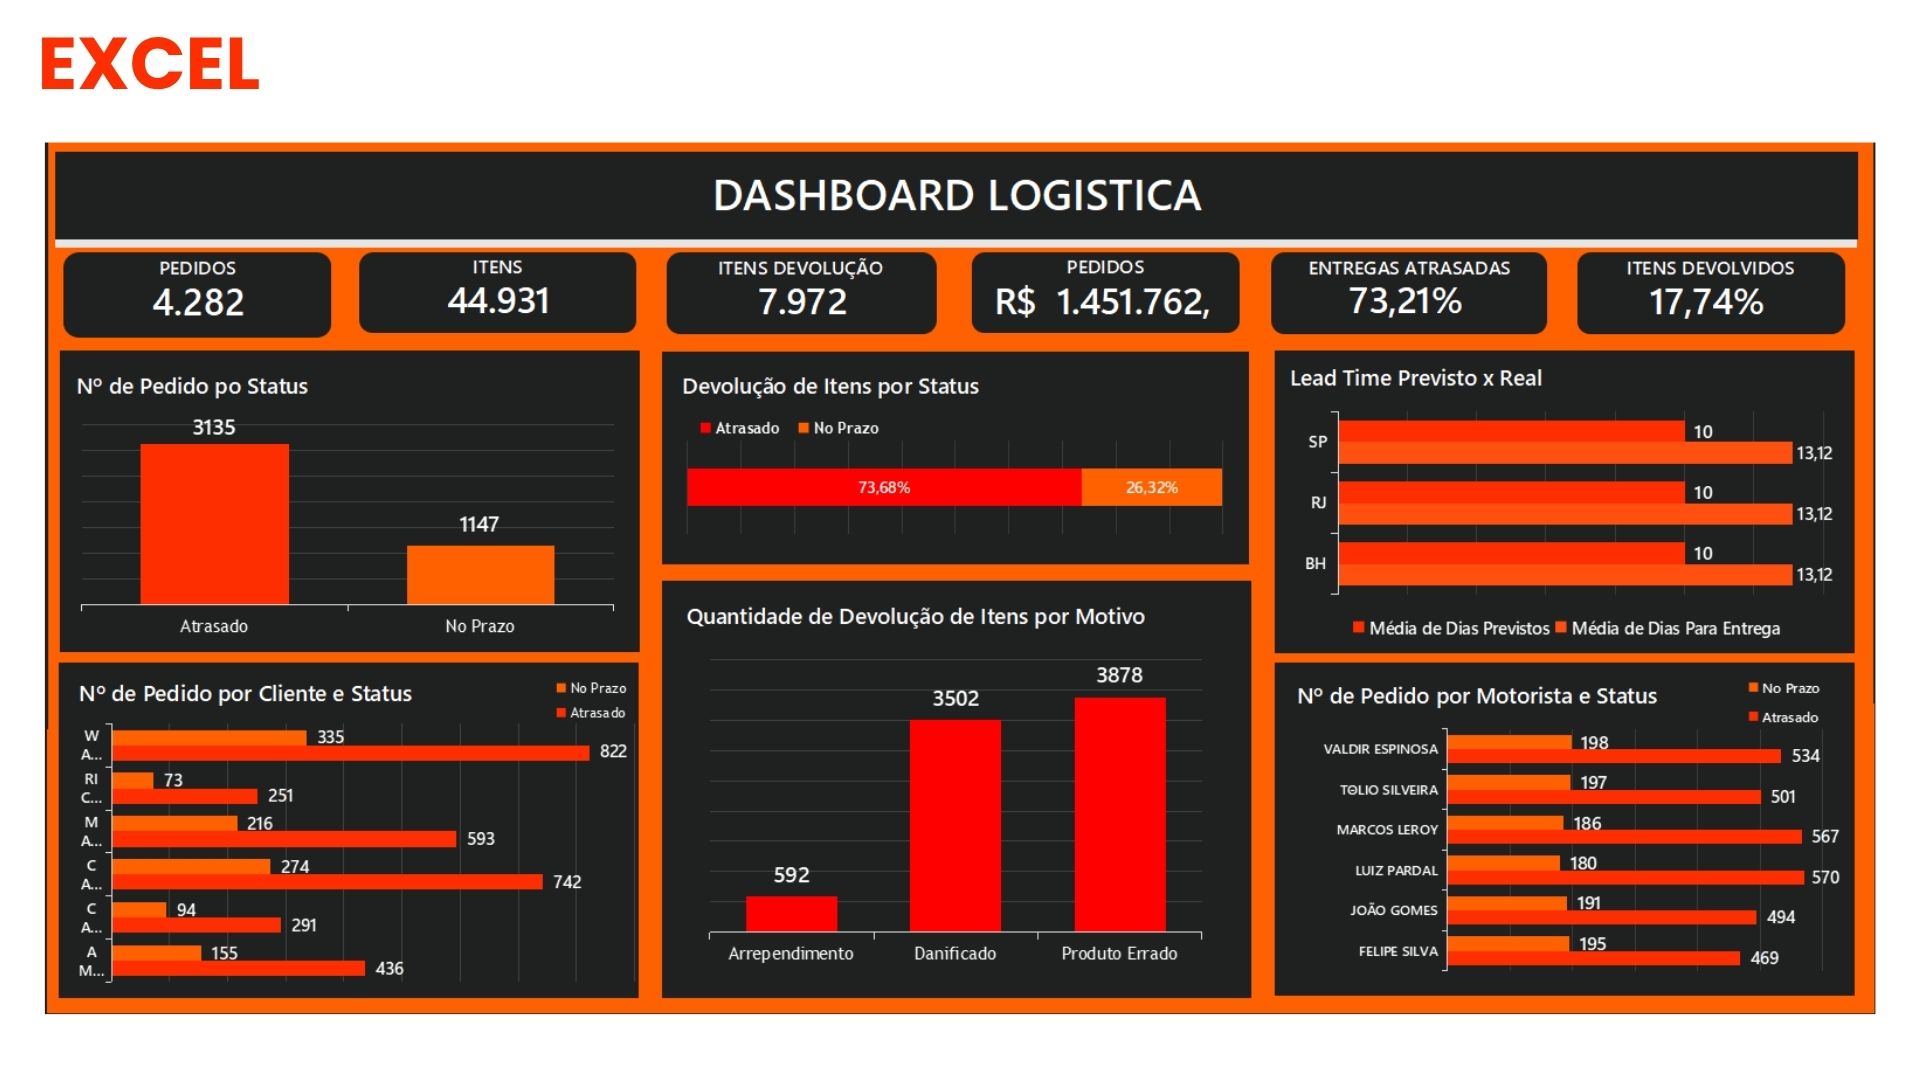 EXCEL
DASHBOARD LOGISTICA
PEDIDOS
4.282
ITENS
44.931
ITENS DEVOLUÇÃO
7.972
PEDIDOS
R$ 1.451.762,
ENTREGAS ATRASADAS
73,21%
ITENS DEVOLVIDOS
17,74%
Nº de Pedido po Status
3135
1147
Atrasado
No Prazo
Devolução de Itens por Status
Atrasado
No Prazo
73,68%
26,32%
Lead Time Previsto x Real
SP
10
13,12
RJ
10
13,12
BH
10
13,12
Média de Dias Previstos
Média de Dias Para Entrega
Nº de Pedido por Cliente e Status
No Prazo
Atrasado
W
A...
335
822
RI
C...
73
251
M
A...
216
593
C
A...
274
742
C
A...
94
291
A
M...
155
436
Quantidade de Devolução de Itens por Motivo
592
3502
3878
Arrependimento
Danificado
Produto Errado
Nº de Pedido por Motorista e Status
No Prazo
Atrasado
VALDIR ESPINOSA
198
534
SILVEIRA
197
501
MARCOS LEROY
186
567
LUIZ PARDAL
180
570
JOÃO GOMES
191
494
FELIPE SILVA
195
469